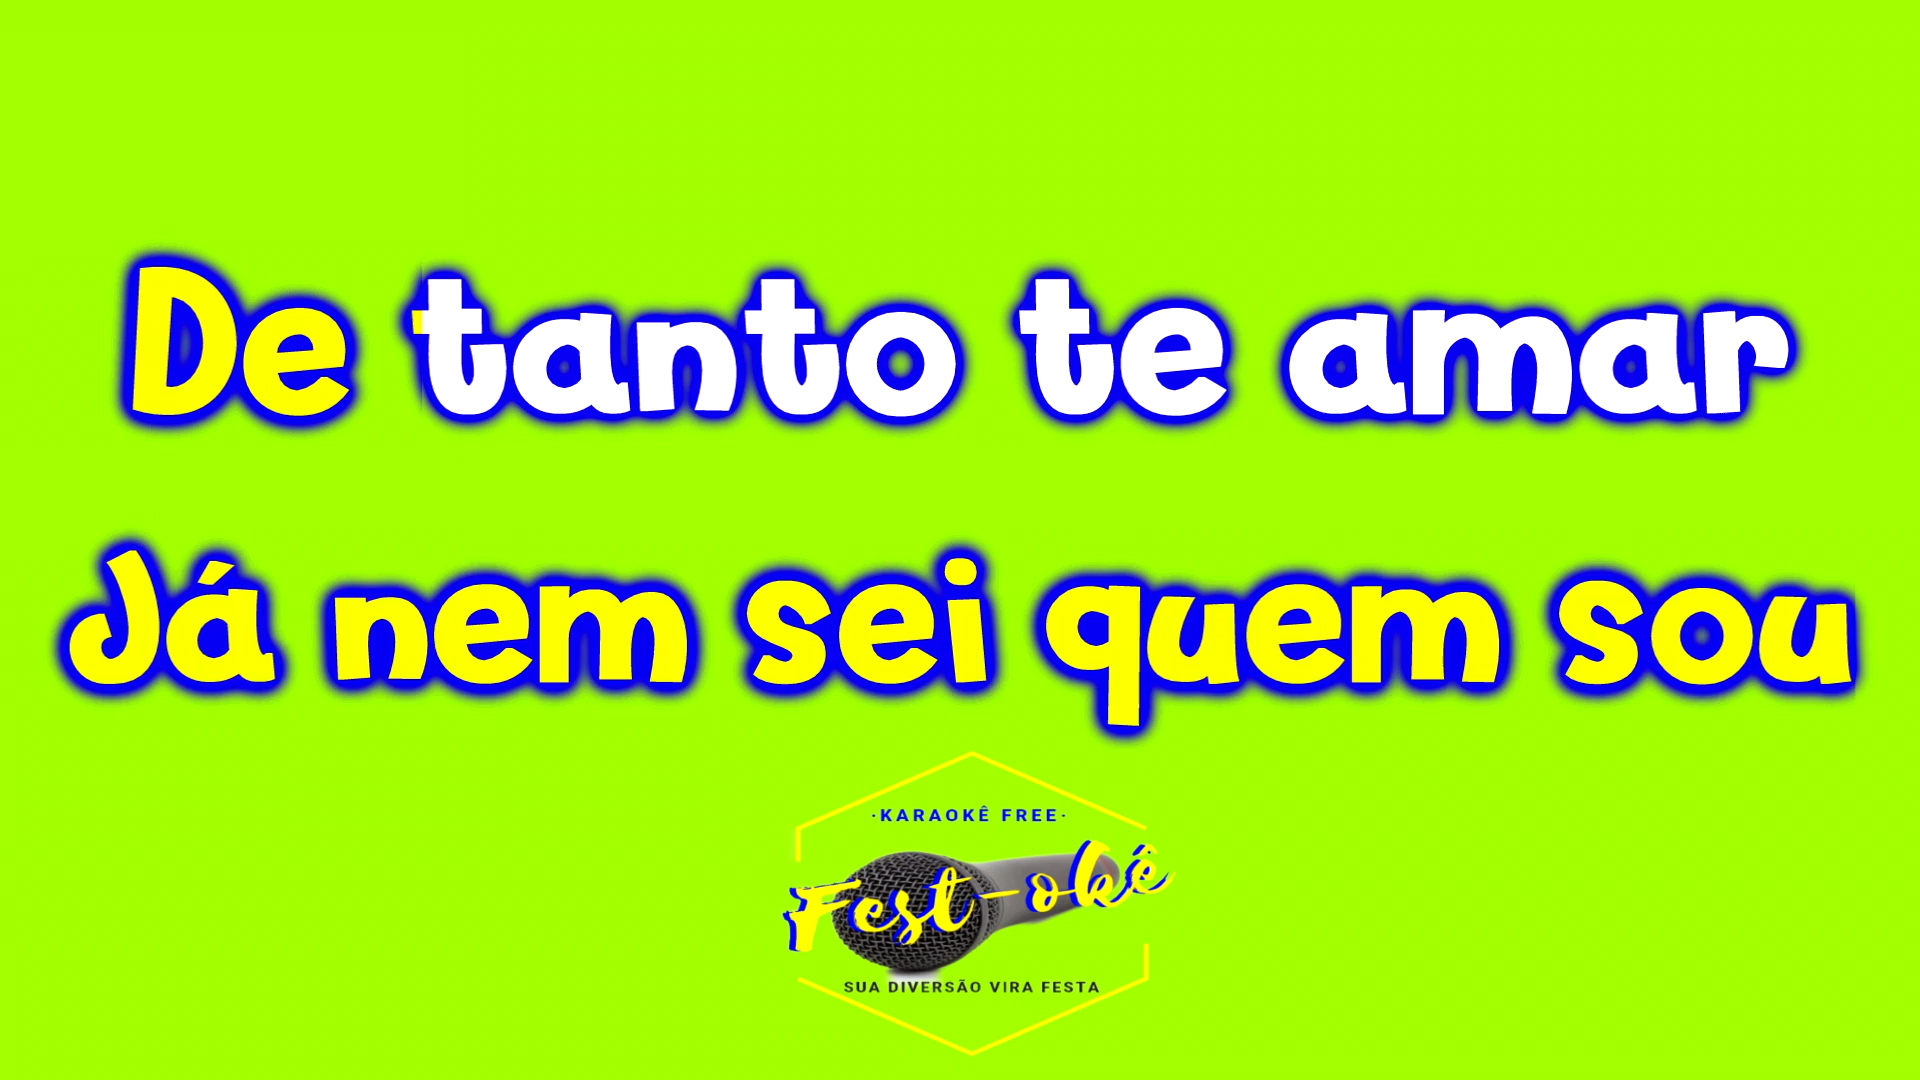 De tanto te amar
Já nem sei quem sou
·KARAOKÊ FREE·
Fest-okê
SUA DIVERSÃO VIRA FESTA